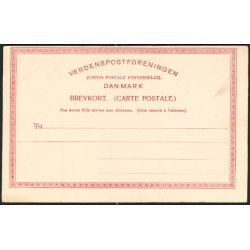 VERDENSPOSTFORENINGEN
(UNION POSTALE UNIVERSELLE)
DANMARK
BREVKORT. (CARTE POSTALE.)
Paa denne Side skrives kun Adressen. (Côté réservé à l'adresse)
Til